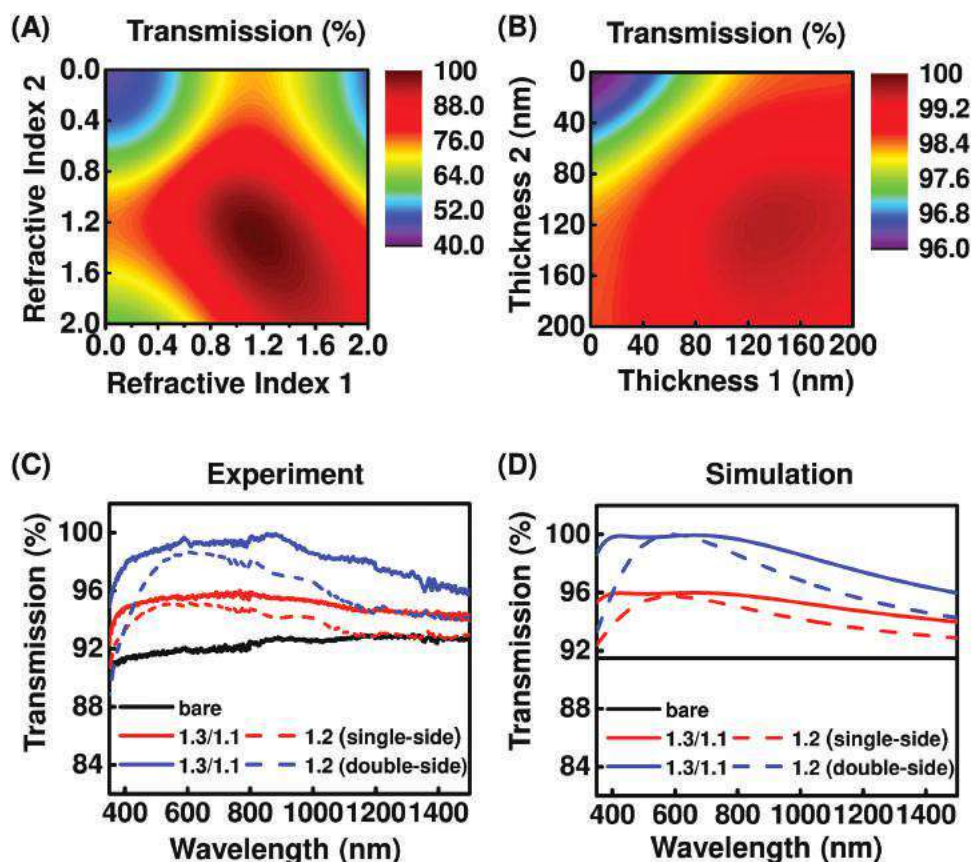 (A) Transmission (%)
0.0
0.4
0.8
1.2
1.6
2.0
Refractive Index 2
0.0 0.4 0.8 1.2 1.6 2.0
Refractive Index 1
100
88.0
76.0
64.0
52.0
40.0
(B) Transmission (%)
0
40
80
120
160
200
Thickness 2 (nm)
0 40 80 120 160 200
Thickness 1 (nm)
100
99.2
98.4
97.6
96.8
96.0
(C) Experiment
100
96
92
88
84
Transmission (%)
bare
1.3/1.1 1.2 (single-side)
1.3/1.1 1.2 (double-side)
400 600 800 1000 1200 1400
Wavelength (nm)
(D) Simulation
100
96
92
88
84
Transmission (%)
bare
1.3/1.1 1.2 (single-side)
1.3/1.1 1.2 (double-side)
400 600 800 1000 1200 1400
Wavelength (nm)